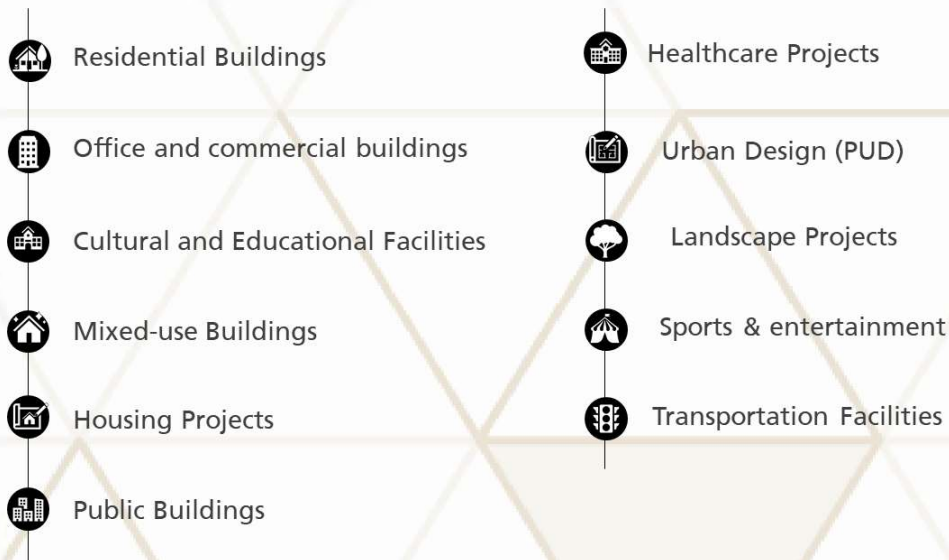 Residential Buildings
Office and commercial buildings
Cultural and Educational Facilities
Mixed-use Buildings
Housing Projects
Public Buildings
Healthcare Projects
Urban Design (PUD)
Landscape Projects
Sports & entertainment
Transportation Facilities